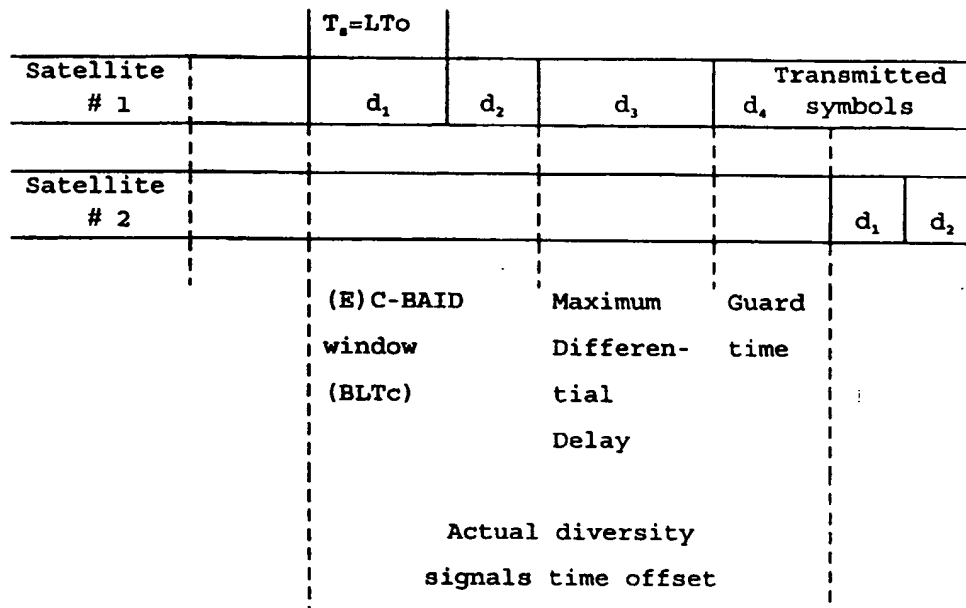 Tₛ=LTo
Satellite Transmitted
# 1 d₁ d₂ d₃ d₄ symbols
Satellite
# 2 d₁ d₂
(E)C-BAID Maximum Guard
window Differen- time
(BLTc) tial
Delay
Actual diversity
signals time offset